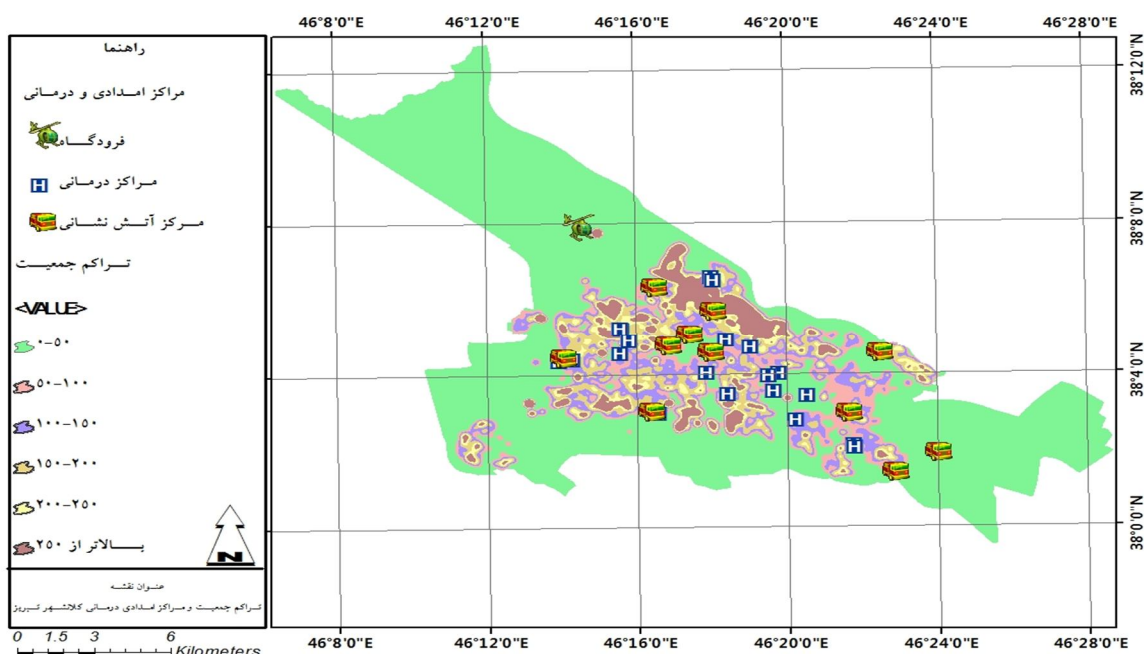 46°8'0"E 46°12'0"E 46°16'0"E 46°20'0"E 46°24'0"E 46°28'0"E
راهنما
مراکز امدادی و درمانی
فرودگاه
مراکز درمانی
H
مرکز آتش نشانی
تراکم جمعیت
<VALUE>
۰-۵۰
۵۰-۱۰۰
۱۰۰-۱۵۰
۱۵۰-۲۰۰
۲۰۰-۲۵۰
بالاتر از ۲۵۰
N
عنوان نقشه
تراکم جمعیت و مراکز امدادی درمانی کلانشهر تبریز
0 1.5 3 6
Kilometers
38°12'0"N
38°8'0"N
38°4'0"N
38°0'0"N
46°8'0"E 46°12'0"E 46°16'0"E 46°20'0"E 46°24'0"E 46°28'0"E